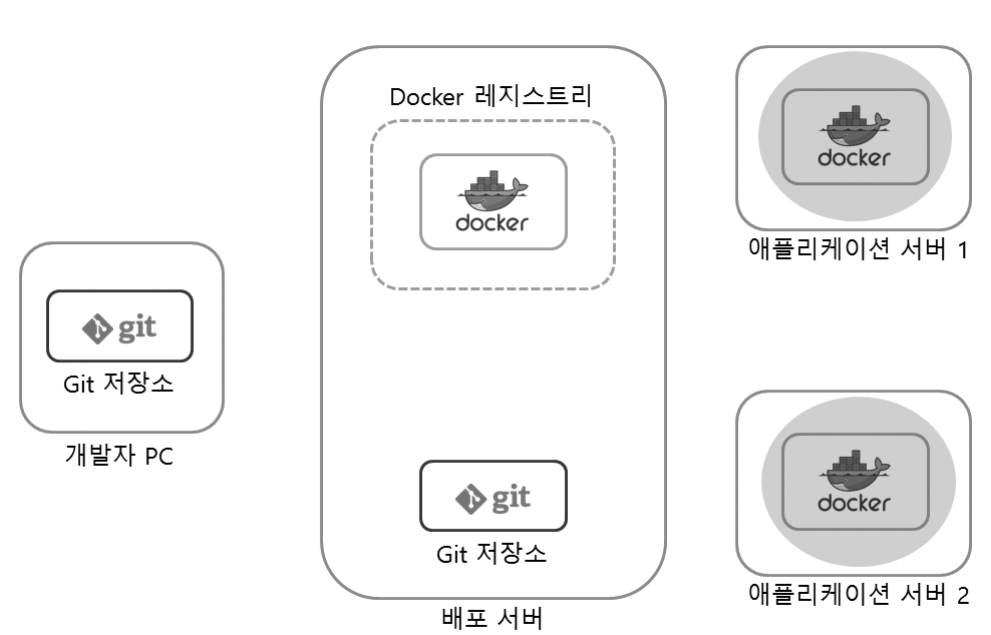 Docker 레지스트리
docker
docker
애플리케이션 서버 1
git
Git 저장소
개발자 PC
git
Git 저장소
배포 서버
docker
애플리케이션 서버 2